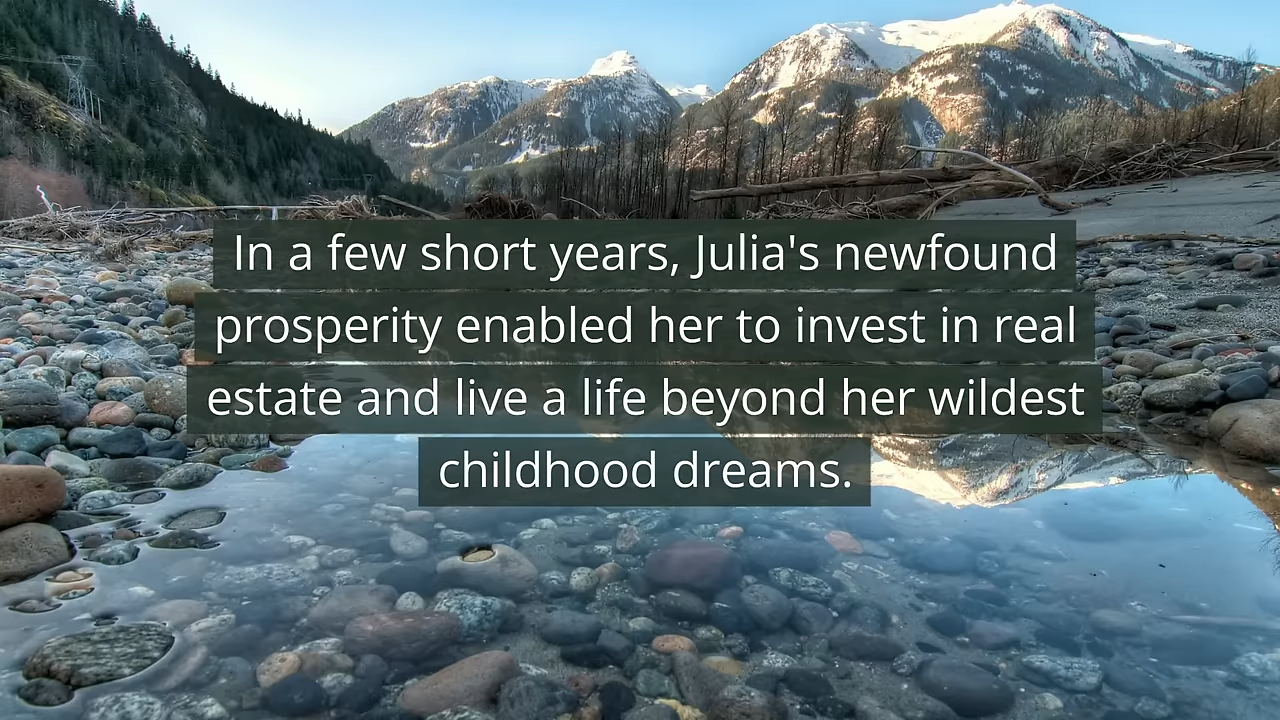 In a few short years, Julia's newfound
prosperity enabled her to invest in real
estate and live a life beyond her wildest
childhood dreams.